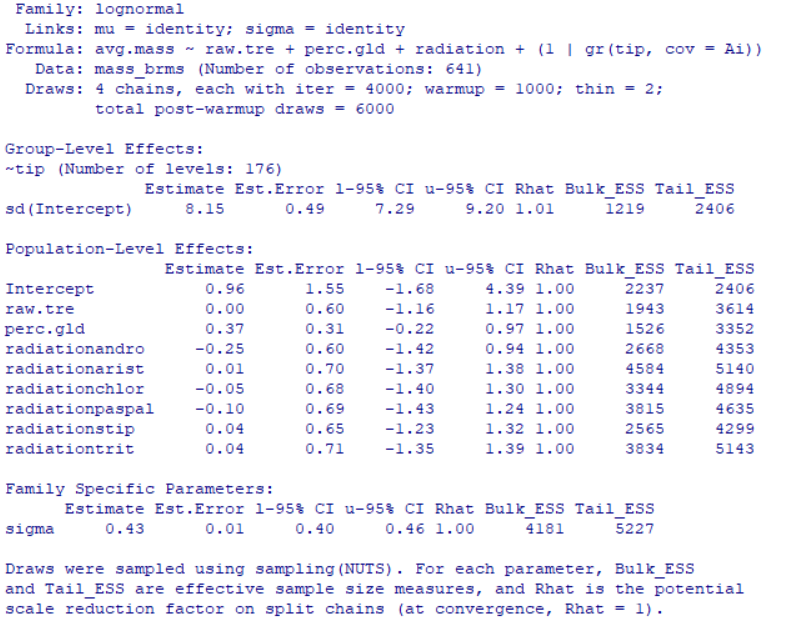 Family: lognormal
Links: mu = identity; sigma = identity
Formula: avg.mass ~ raw.tre + perc.gld + radiation + (1 | gr(tip, cov = Ai))
Data: mass_brms (Number of observations: 641)
Draws: 4 chains, each with iter = 4000; warmup = 1000; thin = 2;
total post-warmup draws = 6000
Group-Level Effects:
~tip (Number of levels: 176)
Estimate Est.Error l-95% CI u-95% CI Rhat Bulk_ESS Tail_ESS
sd(Intercept) 8.15 0.49 7.29 9.20 1.01 1219 2406
Population-Level Effects:
Estimate Est.Error l-95% CI u-95% CI Rhat Bulk_ESS Tail_ESS
Intercept 0.96 1.55 -1.68 4.39 1.00 2237 2406
raw.tre 0.00 0.60 -1.16 1.17 1.00 1943 3614
perc.gld 0.37 0.31 -0.22 0.97 1.00 1526 3352
radiationandro -0.25 0.60 -1.42 0.94 1.00 2668 4353
radiationarist 0.01 0.70 -1.37 1.38 1.00 4584 5140
radiationchlor -0.05 0.68 -1.40 1.30 1.00 3344 4894
radiationpaspal -0.10 0.69 -1.43 1.24 1.00 3815 4635
radiationstip 0.04 0.65 -1.23 1.32 1.00 2565 4299
radiationtrit 0.04 0.71 -1.35 1.39 1.00 3834 5143
Family Specific Parameters:
Estimate Est.Error l-95% CI u-95% CI Rhat Bulk_ESS Tail_ESS
sigma 0.43 0.01 0.40 0.46 1.00 4181 5227
Draws were sampled using sampling(NUTS). For each parameter, Bulk_ESS
and Tail_ESS are effective sample size measures, and Rhat is the potential
scale reduction factor on split chains (at convergence, Rhat = 1).